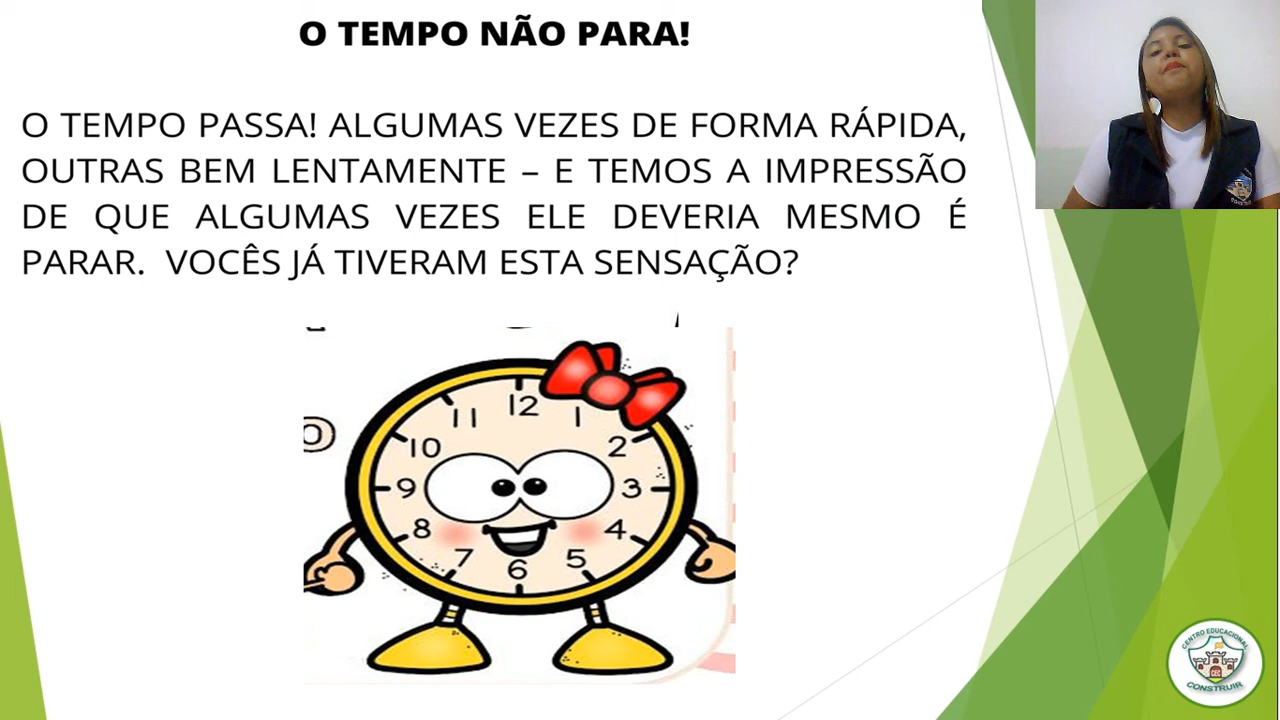 O TEMPO NÃO PARA!
O TEMPO PASSA! ALGUMAS VEZES DE FORMA RÁPIDA,
OUTRAS BEM LENTAMENTE – E TEMOS A IMPRESSÃO
DE QUE ALGUMAS VEZES ELE DEVERIA MESMO É
PARAR. VOCÊS JÁ TIVERAM ESTA SENSAÇÃO?
O
12
1
2
3
4
5
6
7
8
9
10
11
CENTRO EDUCACIONAL
CEC
CONSTRUIR